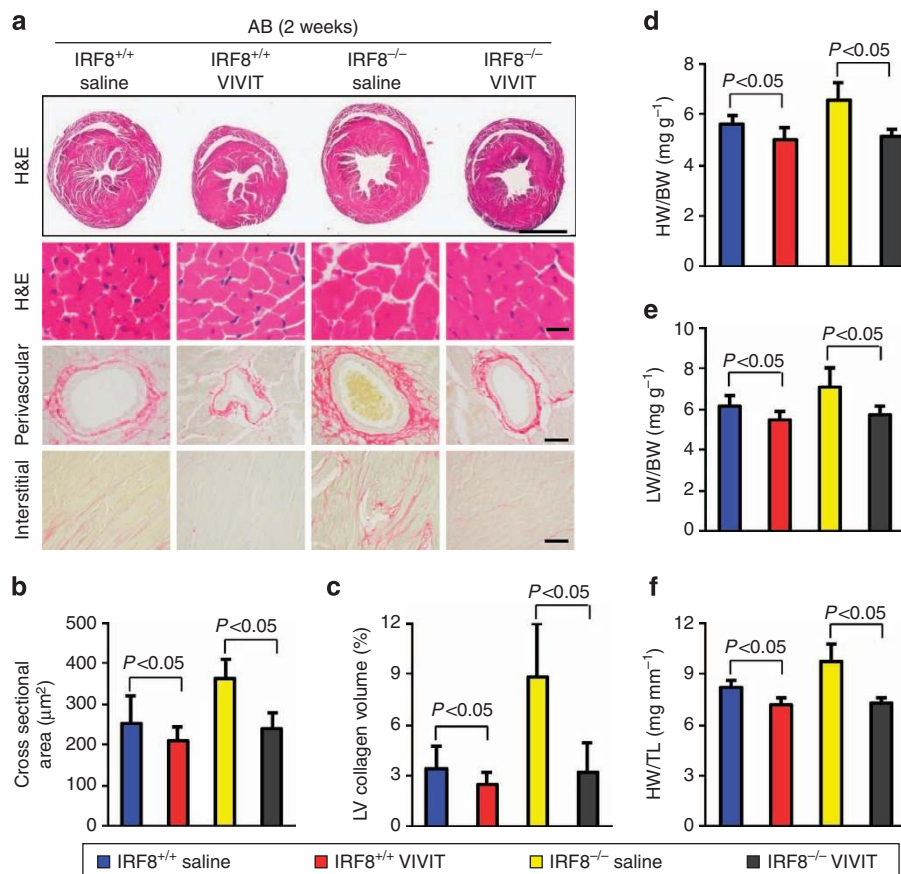 a
AB (2 weeks)
IRF8+/+ saline
IRF8+/+ VIVIT
IRF8−/− saline
IRF8−/− VIVIT
H&E
H&E
Perivascular
Interstitial
b
Cross sectional
area (μm2)
500
400
300
200
100
0
P<0.05
P<0.05
c
LV collagen volume (%)
12
9
6
3
0
P<0.05
P<0.05
d
HW/BW (mg g−1)
8
6
4
2
0
P<0.05
P<0.05
e
LW/BW (mg g−1)
10
8
6
4
2
0
P<0.05
P<0.05
f
HW/TL (mg mm−1)
12
9
6
3
0
P<0.05
P<0.05
IRF8+/+ saline
IRF8+/+ VIVIT
IRF8−/− saline
IRF8−/− VIVIT